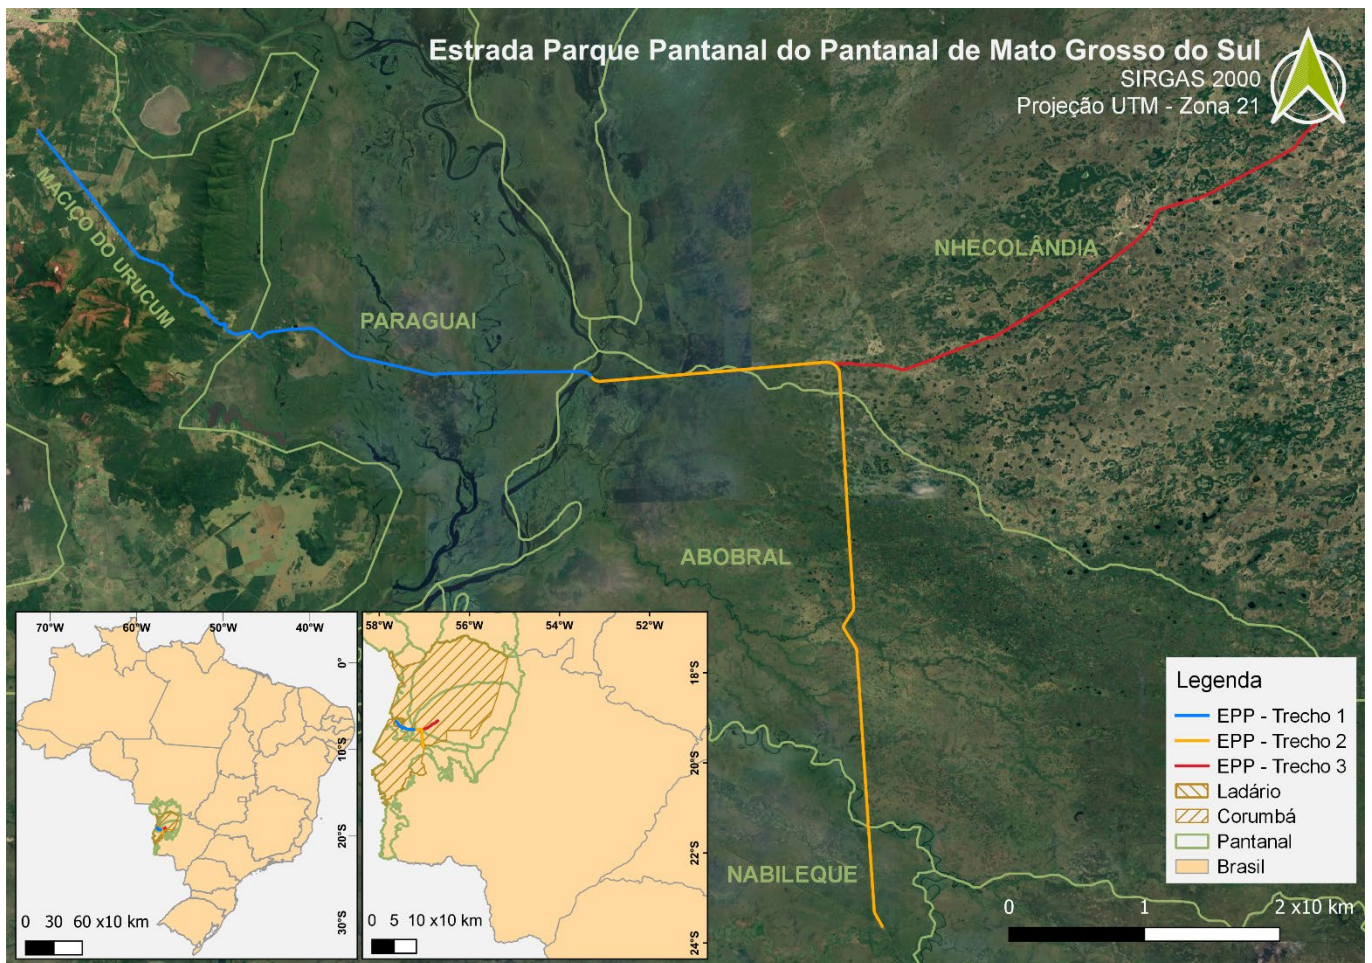 Estrada Parque Pantanal do Pantanal de Mato Grosso do Sul
SIRGAS 2000
Projeção UTM - Zona 21
MACIÇO DO URUCUM
NHECOLÂNDIA
PARAGUAI
ABOBRAL
NABILEQUE
70°W 60°W 50°W 40°W
0°
10°S
20°S
30°S
0 30 60 x10 km
58°W 56°W 54°W 52°W
18°S
20°S
22°S
24°S
0 5 10 x10 km
Legenda
EPP - Trecho 1
EPP - Trecho 2
EPP - Trecho 3
Ladário
Corumbá
Pantanal
Brasil
0 1 2 x10 km